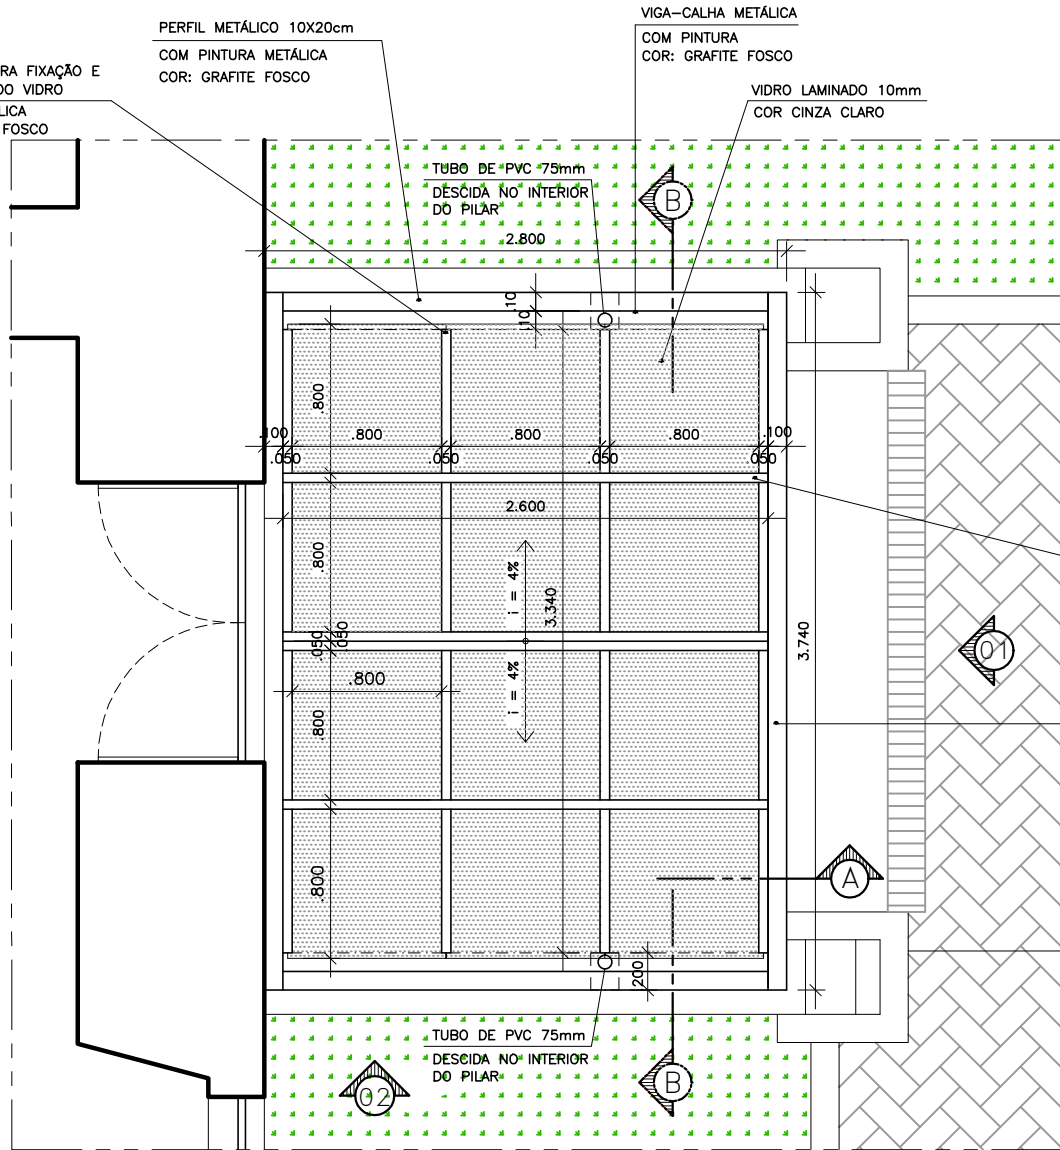 VIGA-CALHA METÁLICA
COM PINTURA
COR: GRAFITE FOSCO
PERFIL METÁLICO 10X20cm
COM PINTURA METÁLICA
COR: GRAFITE FOSCO
RA FIXAÇÃO E
DO VIDRO
LICA
FOSCO
VIDRO LAMINADO 10mm
COR CINZA CLARO
TUBO DE PVC 75mm
DESCIDA NO INTERIOR
DO PILAR
B
2.800
.10
.10
.800
.100
.800
.800
.800
.100
.050
.050
.050
.050
2.600
.800
i = 4%
3.340
.050
.050
3.740
01
.800
i = 4%
.800
A
.800
200
TUBO DE PVC 75mm
DESCIDA NO INTERIOR
DO PILAR
B
02